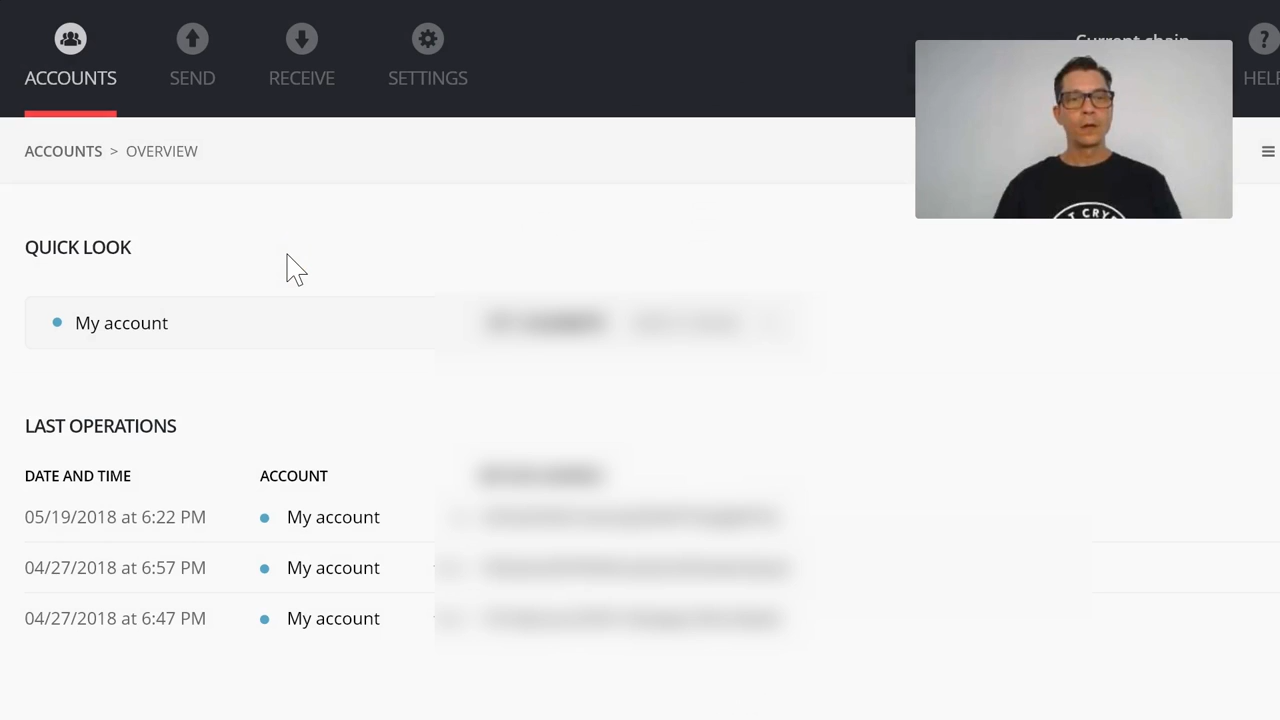 ACCOUNTS SEND RECEIVE SETTINGS
Current chain
ACCOUNTS > OVERVIEW
T CRY
QUICK LOOK
My account
LAST OPERATIONS
DATE AND TIME ACCOUNT
05/19/2018 at 6:22 PM My account
04/27/2018 at 6:57 PM My account
04/27/2018 at 6:47 PM My account